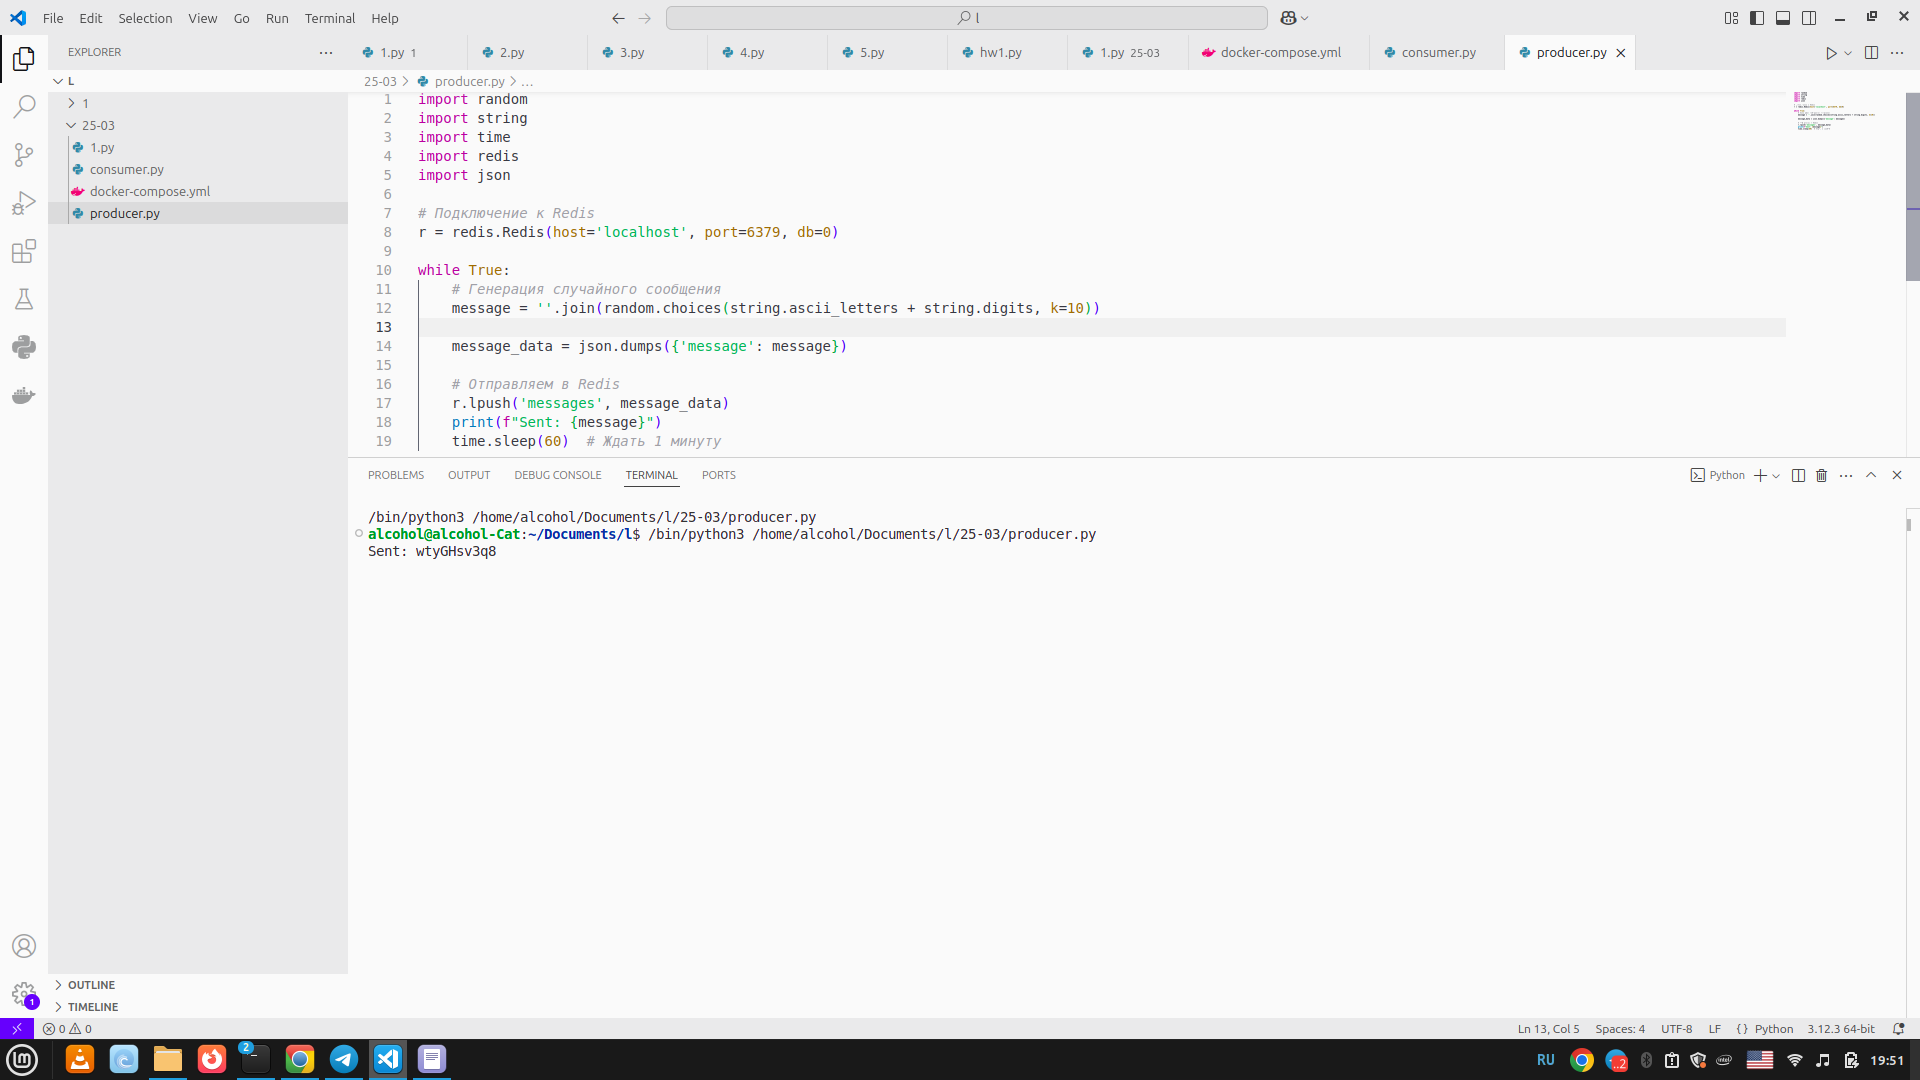 File Edit Selection View Go Run Terminal Help
l
EXPLORER
1.py 1
2.py
3.py
4.py
5.py
hw1.py
1.py 25-03
docker-compose.yml
consumer.py
producer.py
L
1
25-03
1.py
consumer.py
docker-compose.yml
producer.py
25-03 > producer.py > ...
1 import random
2 import string
3 import time
4 import redis
5 import json
6
7 # Подключение к Redis
8 r = redis.Redis(host='localhost', port=6379, db=0)
9
10 while True:
11 # Генерация случайного сообщения
12 message = ''.join(random.choices(string.ascii_letters + string.digits, k=10))
13
14 message_data = json.dumps({'message': message})
15
16 # Отправляем в Redis
17 r.lpush('messages', message_data)
18 print(f"Sent: {message}")
19 time.sleep(60) # Ждать 1 минуту
PROBLEMS OUTPUT DEBUG CONSOLE TERMINAL PORTS
Python
/bin/python3 /home/alcohol/Documents/l/25-03/producer.py
alcohol@alcohol-Cat:~/Documents/l$ /bin/python3 /home/alcohol/Documents/l/25-03/producer.py
Sent: wtyGHsv3q8
OUTLINE
TIMELINE
1
0 0
Ln 13, Col 5 Spaces: 4 UTF-8 LF {} Python 3.12.3 64-bit
2
RU
..2
19:51